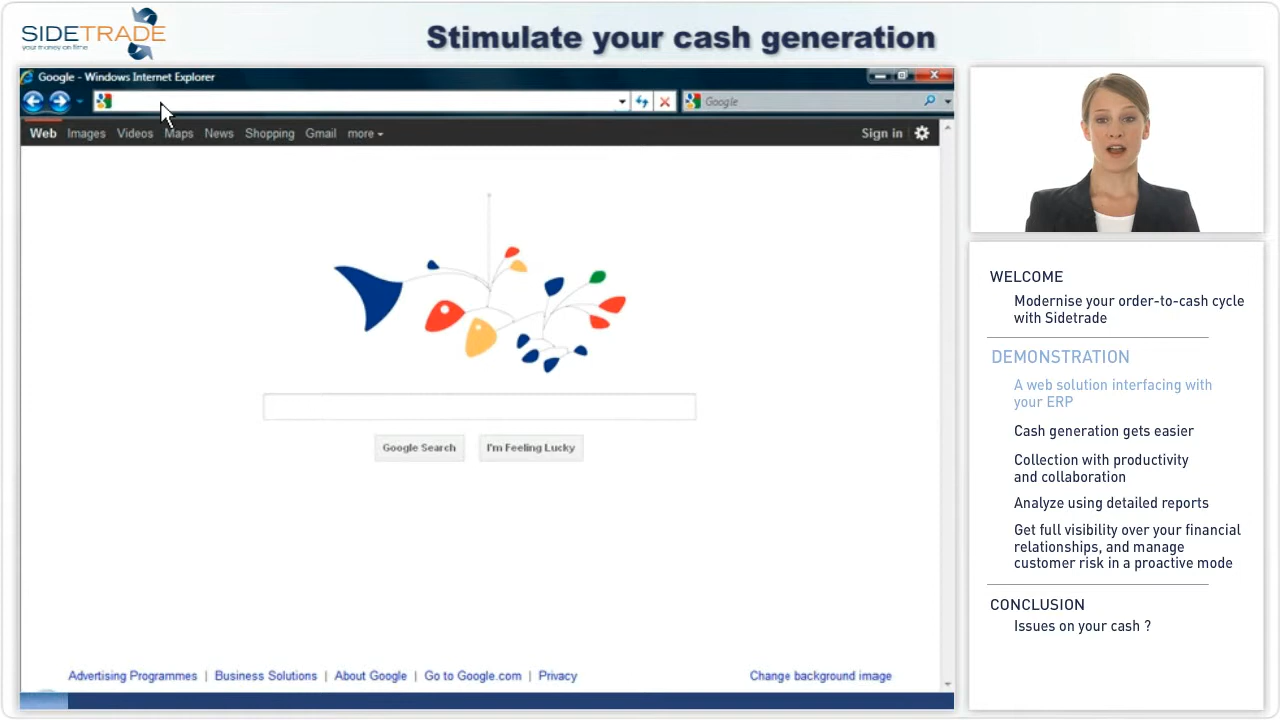 SIDETRADE
your money on time
Stimulate your cash generation
Google - Windows Internet Explorer
Google
Web Images Videos Maps News Shopping Gmail more
Sign in
Google Search
I'm Feeling Lucky
Advertising Programmes | Business Solutions | About Google | Go to Google.com | Privacy
Change background image
WELCOME
Modernise your order-to-cash cycle
with Sidetrade
DEMONSTRATION
A web solution interfacing with
your ERP
Cash generation gets easier
Collection with productivity
and collaboration
Analyze using detailed reports
Get full visibility over your financial
relationships, and manage
customer risk in a proactive mode
CONCLUSION
Issues on your cash ?